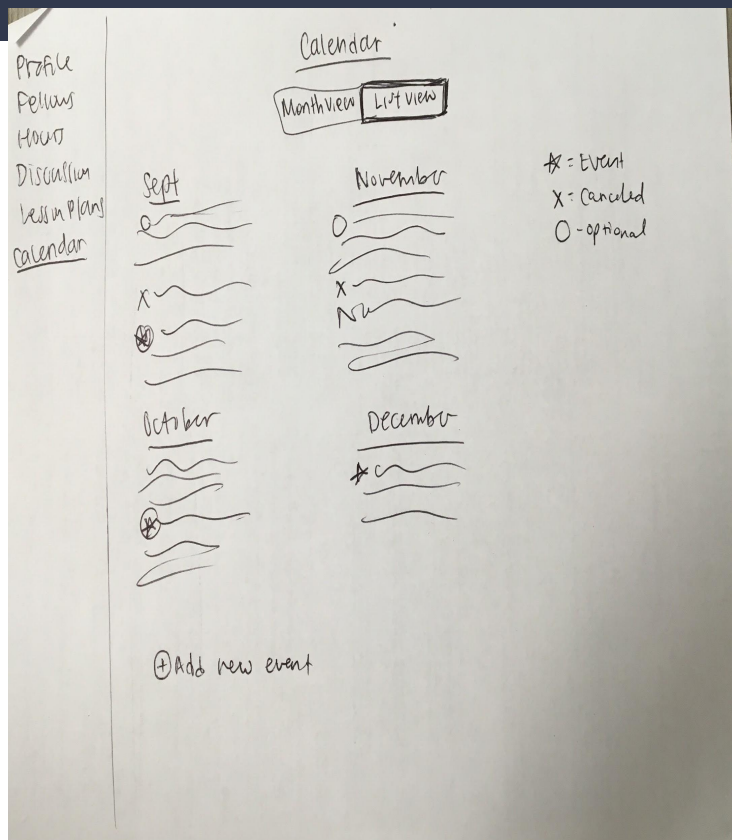 Profile
Fellows
Hours
Discussion
Lesson Plans
Calendar
Calendar
Month view List view
Sept
November
October
December
☆ = Event
X = Canceled
O - optional
+ Add new event